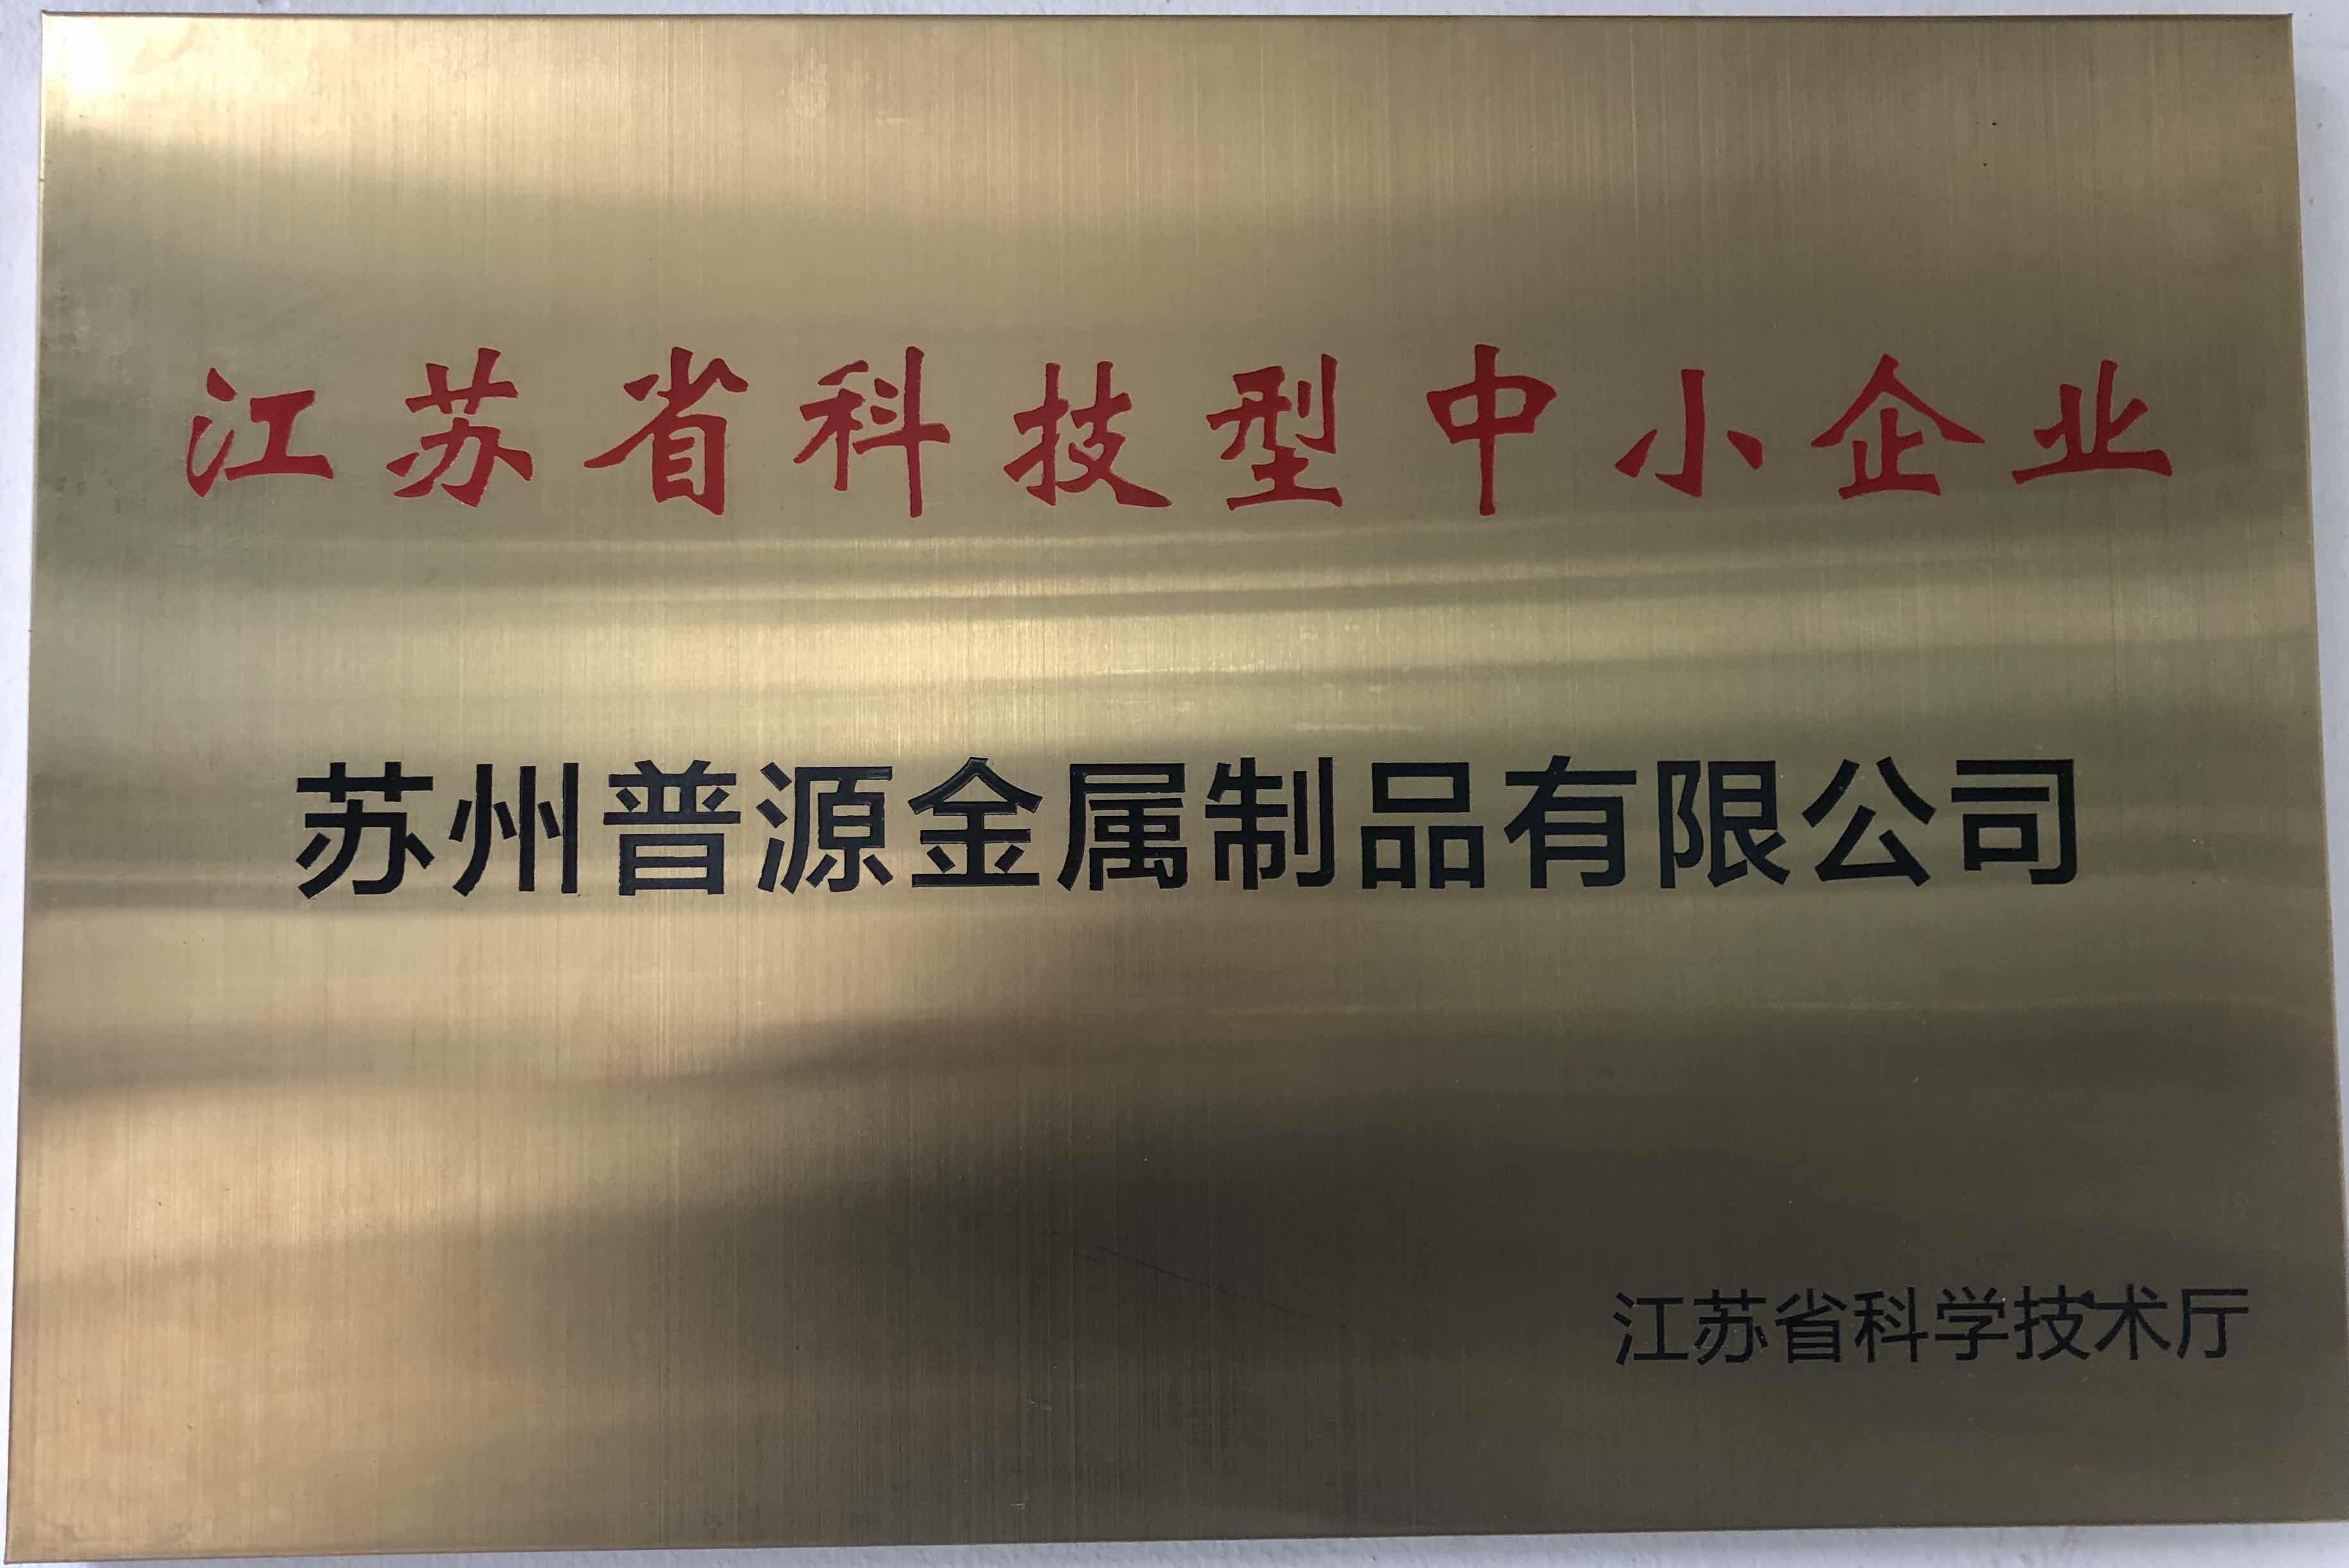 江苏省科技型中小企业
苏州普源金属制品有限公司
江苏省科学技术厅